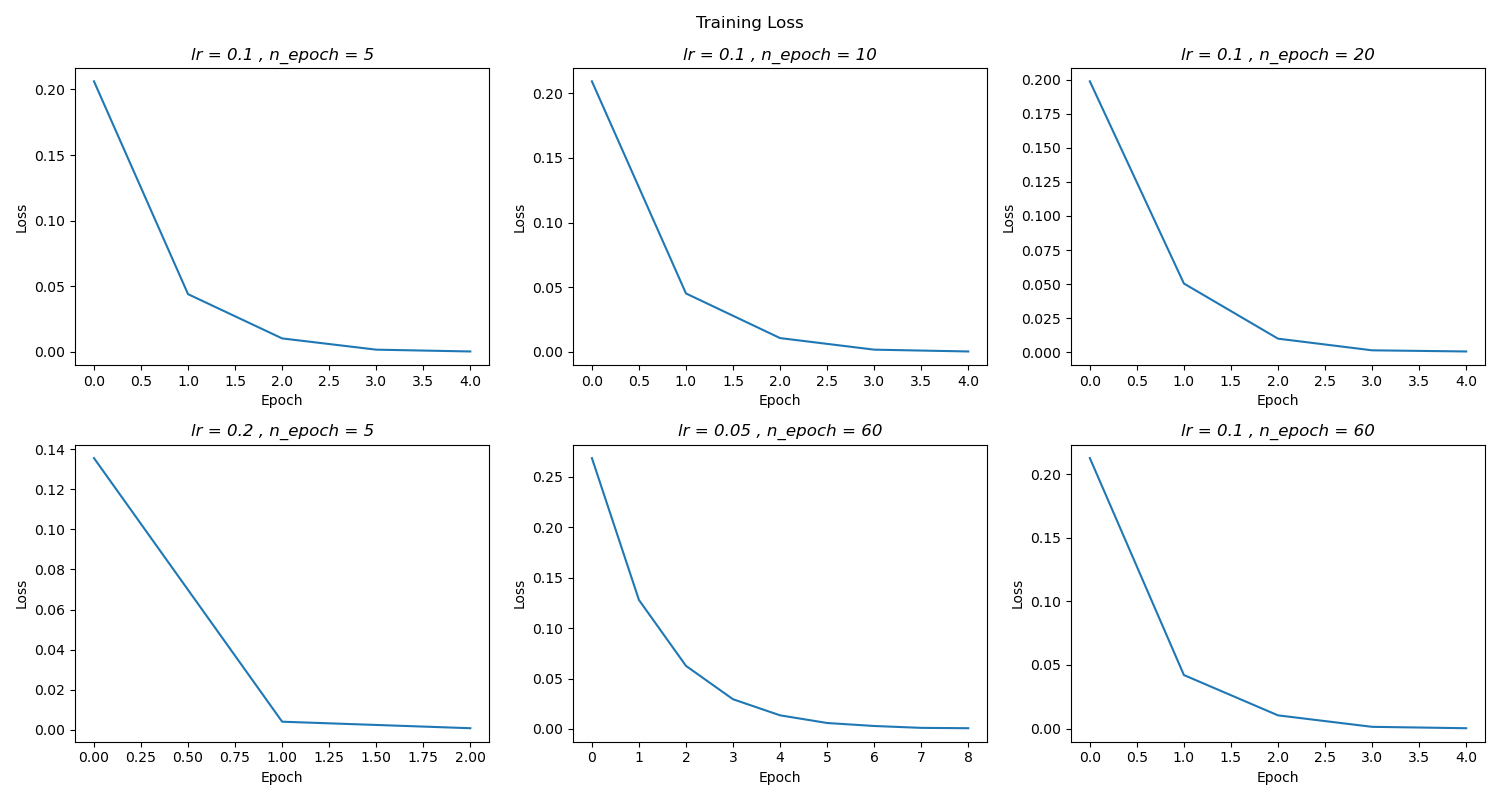 Training Loss
lr = 0.1 , n_epoch = 5
0.20
0.15
0.10
0.05
0.00
Loss
0.0 0.5 1.0 1.5 2.0 2.5 3.0 3.5 4.0
Epoch
lr = 0.1 , n_epoch = 10
0.20
0.15
0.10
0.05
0.00
Loss
0.0 0.5 1.0 1.5 2.0 2.5 3.0 3.5 4.0
Epoch
lr = 0.1 , n_epoch = 20
0.200
0.175
0.150
0.125
0.100
0.075
0.050
0.025
0.000
Loss
0.0 0.5 1.0 1.5 2.0 2.5 3.0 3.5 4.0
Epoch
lr = 0.2 , n_epoch = 5
0.14
0.12
0.10
0.08
0.06
0.04
0.02
0.00
Loss
0.00 0.25 0.50 0.75 1.00 1.25 1.50 1.75 2.00
Epoch
lr = 0.05 , n_epoch = 60
0.25
0.20
0.15
0.10
0.05
0.00
Loss
0 1 2 3 4 5 6 7 8
Epoch
lr = 0.1 , n_epoch = 60
0.20
0.15
0.10
0.05
0.00
Loss
0.0 0.5 1.0 1.5 2.0 2.5 3.0 3.5 4.0
Epoch